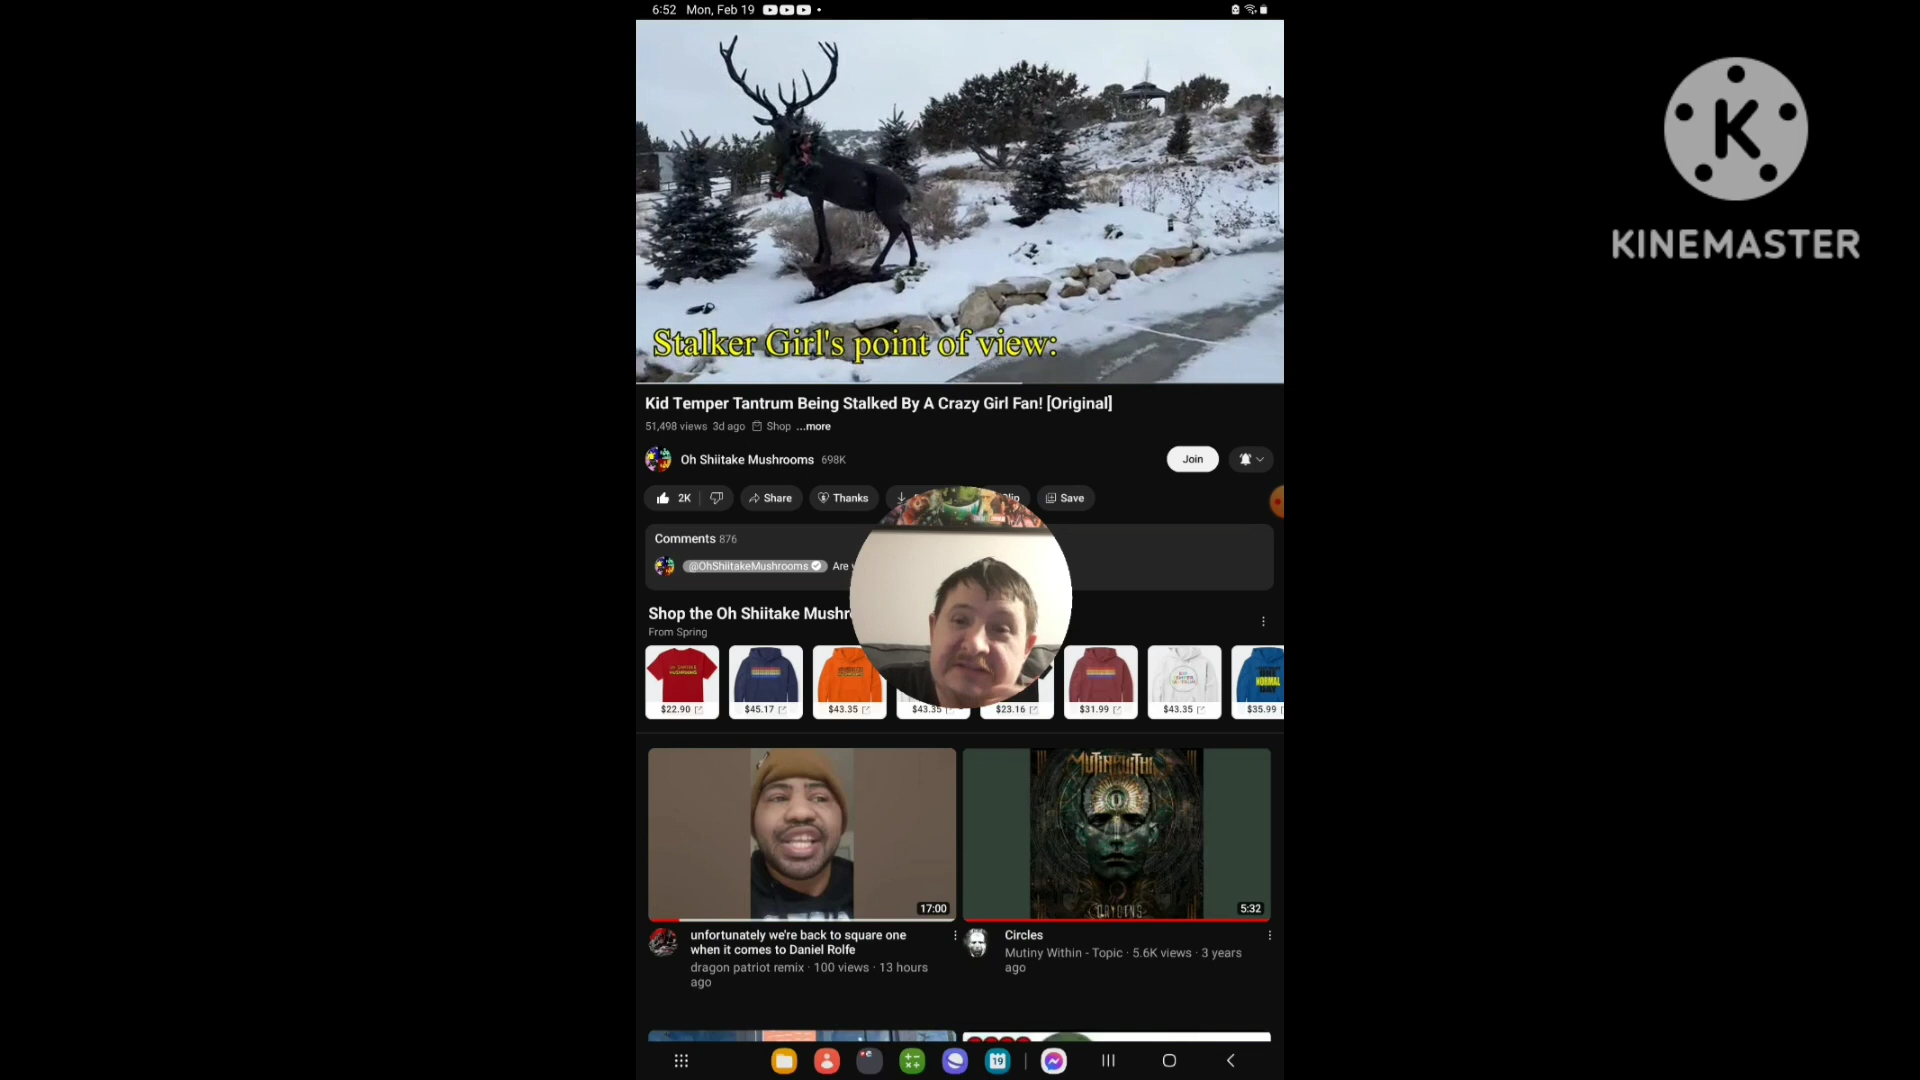 6:52 Mon, Feb 19
K
KINEMASTER
Stalker Girl's point of view:
Kid Temper Tantrum Being Stalked By A Crazy Girl Fan! [Original]
51,498 views 3d ago Shop ...more
Oh Shiitake Mushrooms 698K
Join
2K Share Thanks Save
Comments 876
@OhShiitakeMushrooms Are
Shop the Oh Shiitake Mushr
From Spring
NORMAL
DAY
$22.90 $45.17 $43.35 $43.35 $23.16 $31.99 $43.35 $35.99
17:00
5:32
unfortunately we're back to square one
when it comes to Daniel Rolfe
dragon patriot remix · 100 views · 13 hours
ago
Circles
Mutiny Within - Topic · 5.6K views · 3 years
ago
19